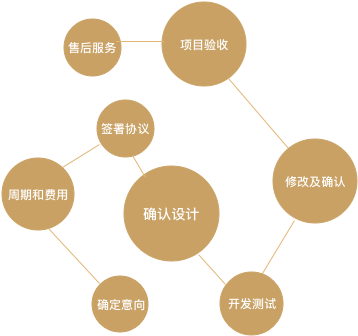 售后服务
项目验收
签署协议
周期和费用
确认设计
修改及确认
确定意向
开发测试